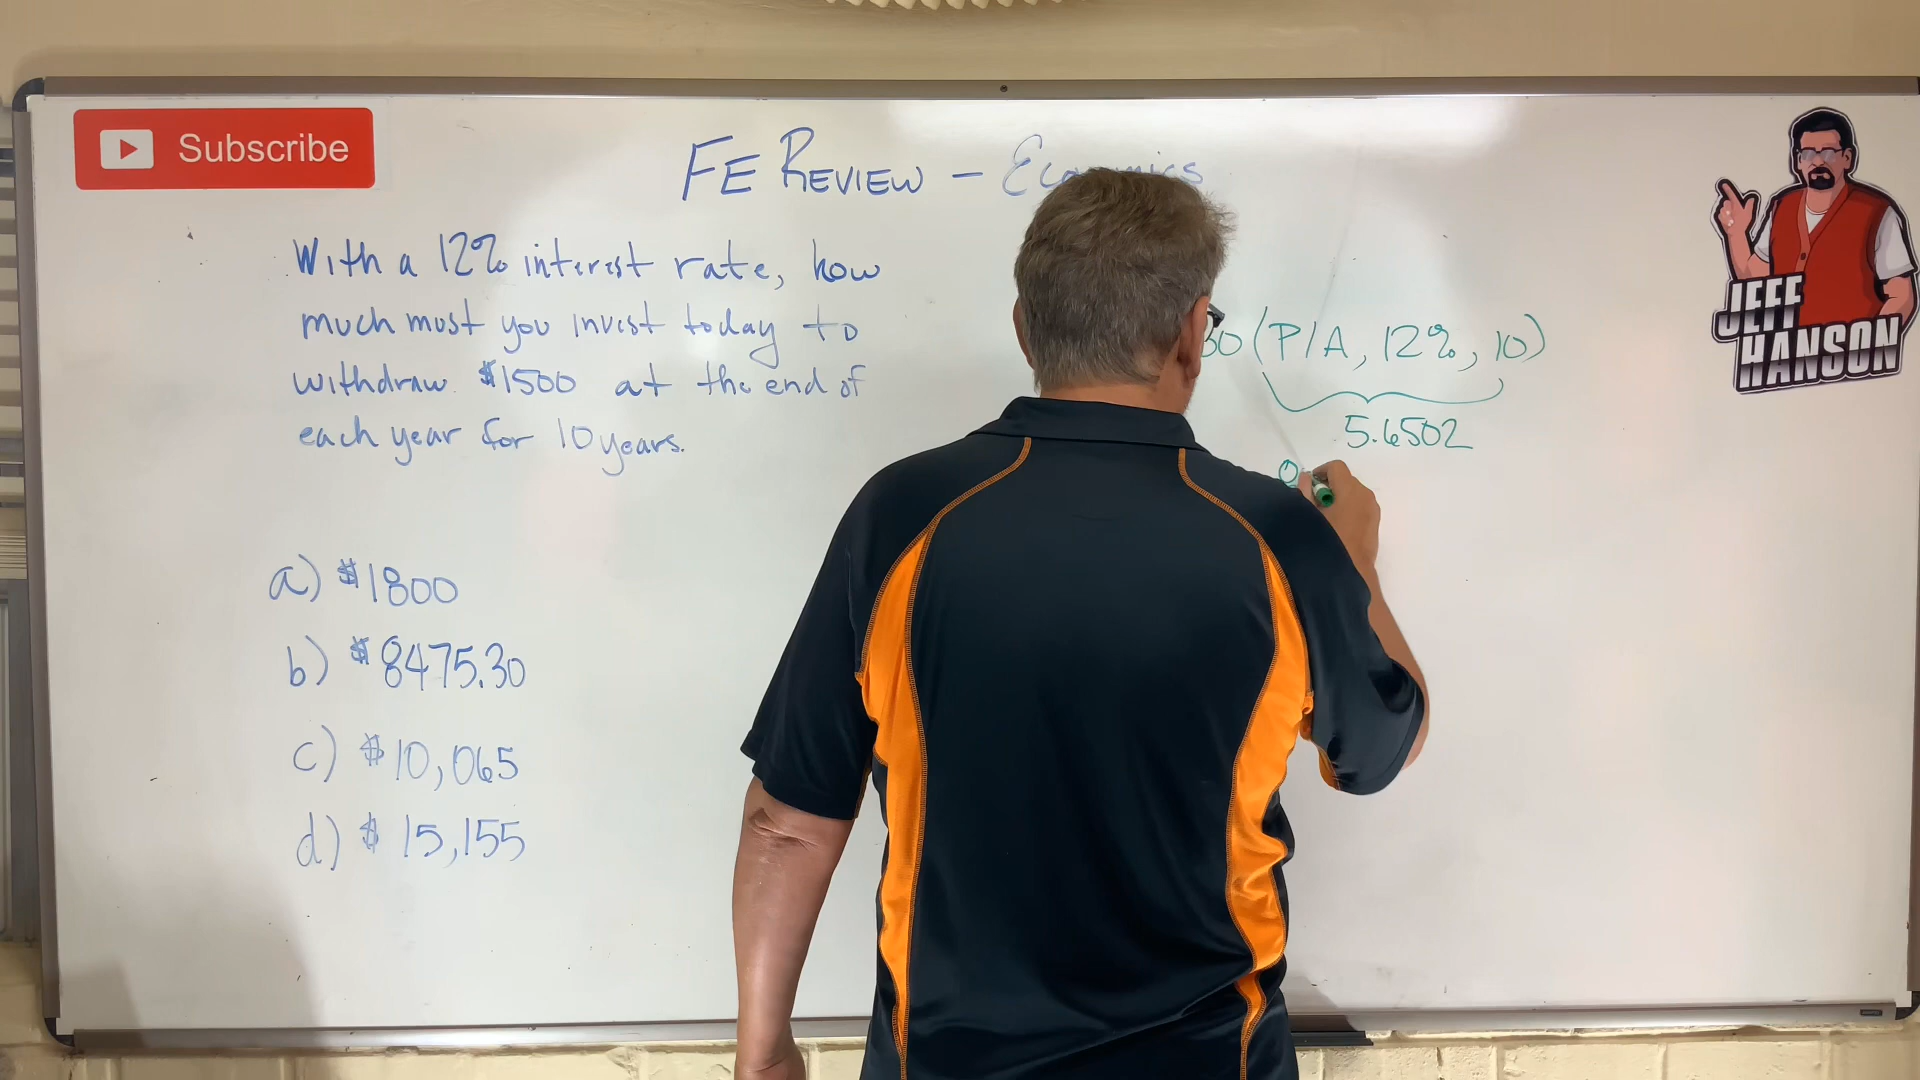 Subscribe
FE REVIEW -
With a 12% interest rate, how
much must you invest today to
withdraw $1500 at the end of
each year for 10 years.
a) $1800
b) $8475.30
c) $10,065
d) $15,155
(P/A, 12%, 10)
5.6502
JEFF
HANSON